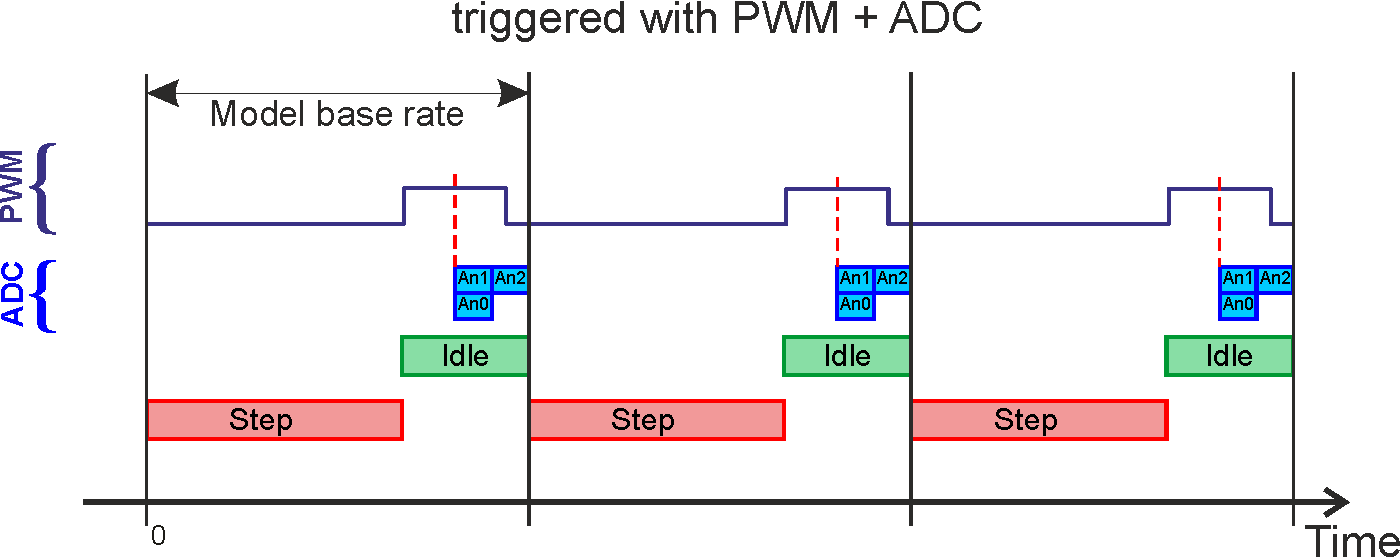 triggered with PWM + ADC
Model base rate
PWM
ADC
An1 An2 An1 An2 An1 An2
An0 An0 An0
Idle Idle Idle
Step Step Step
0
Time